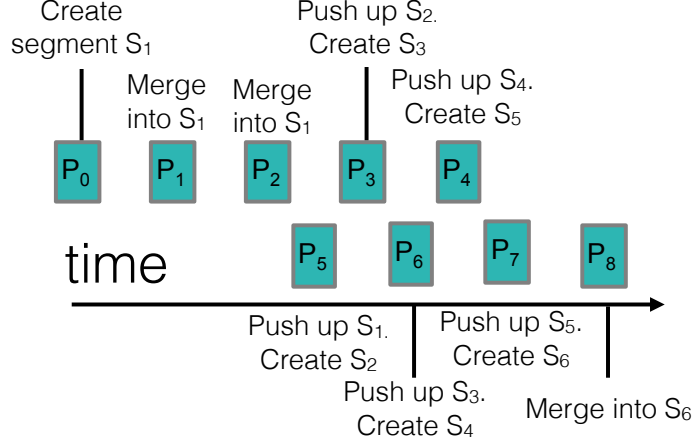 Create
segment S₁
Push up S₂.
Create S₃
Merge
into S₁
Merge
into S₁
Push up S₄.
Create S₅
P₀
P₁
P₂
P₃
P₄
P₅
P₆
P₇
P₈
time
Push up S₁.
Create S₂
Push up S₅.
Create S₆
Push up S₃.
Create S₄
Merge into S₆